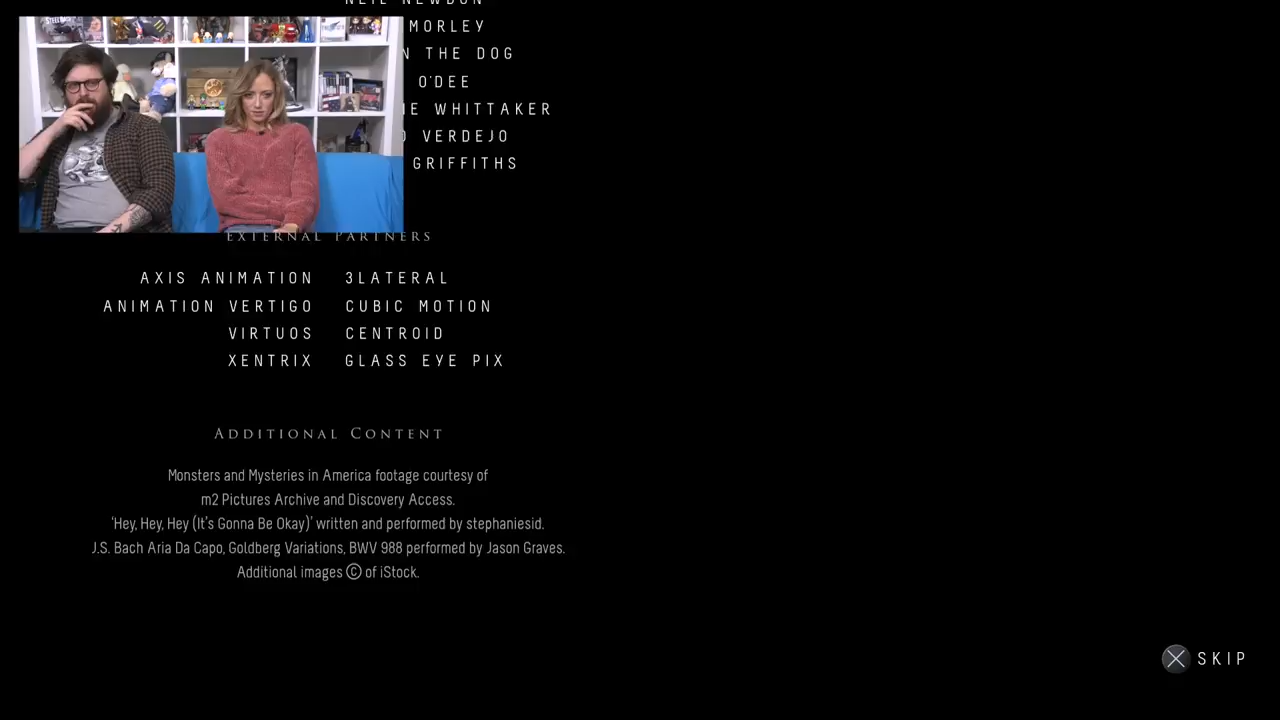 MORLEY
N THE DOG
O'DEE
IE WHITTAKER
VERDEJO
GRIFFITHS
EXTERNAL PARTNERS
AXIS ANIMATION 3LATERAL
ANIMATION VERTIGO CUBIC MOTION
VIRTUOS CENTROID
XENTRIX GLASS EYE PIX
ADDITIONAL CONTENT
Monsters and Mysteries in America footage courtesy of
m2 Pictures Archive and Discovery Access.
'Hey, Hey, Hey (It's Gonna Be Okay)' written and performed by stephaniesid.
J.S. Bach Aria Da Capo, Goldberg Variations, BWV 988 performed by Jason Graves.
Additional images © of iStock.
SKIP